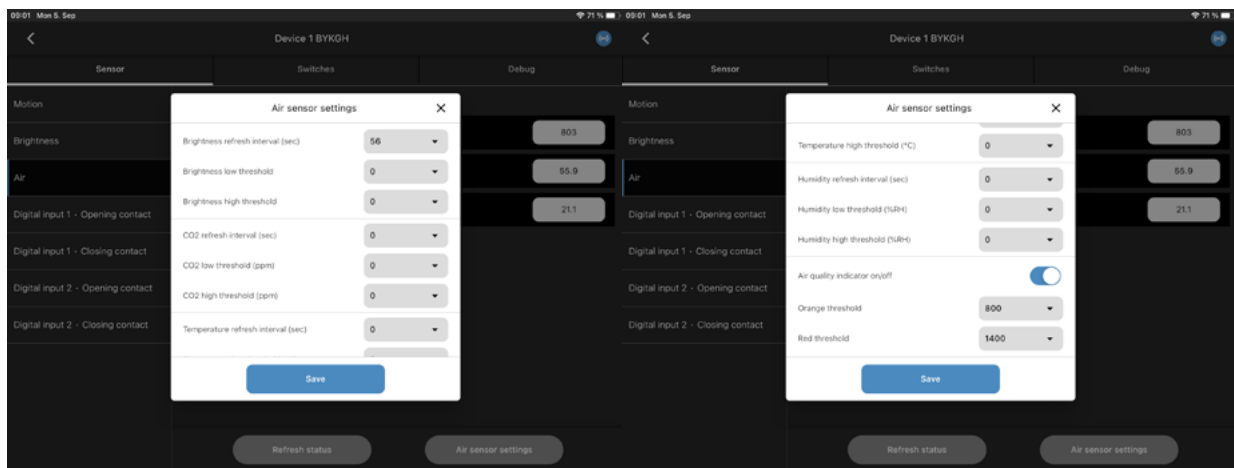 09:01 Mon 5. Sep
71 %
Device 1 BYKGH
Sensor
Switches
Debug
Motion
Brightness
Air
Digital input 1 - Opening contact
Digital input 1 - Closing contact
Digital input 2 - Opening contact
Digital input 2 - Closing contact
803
55.9
21.1
Air sensor settings
Brightness refresh interval (sec) 56
Brightness low threshold 0
Brightness high threshold 0
CO2 refresh interval (sec) 0
CO2 low threshold (ppm) 0
CO2 high threshold (ppm) 0
Temperature refresh interval (sec) 0
Save
Refresh status
Air sensor settings
09:01 Mon 5. Sep
71 %
Device 1 BYKGH
Sensor
Switches
Debug
Motion
Brightness
Air
Digital input 1 - Opening contact
Digital input 1 - Closing contact
Digital input 2 - Opening contact
Digital input 2 - Closing contact
803
55.9
21.1
Air sensor settings
Temperature high threshold (°C) 0
Humidity refresh interval (sec) 0
Humidity low threshold (%RH) 0
Humidity high threshold (%RH) 0
Air quality indicator on/off
Orange threshold 800
Red threshold 1400
Save
Refresh status
Air sensor settings